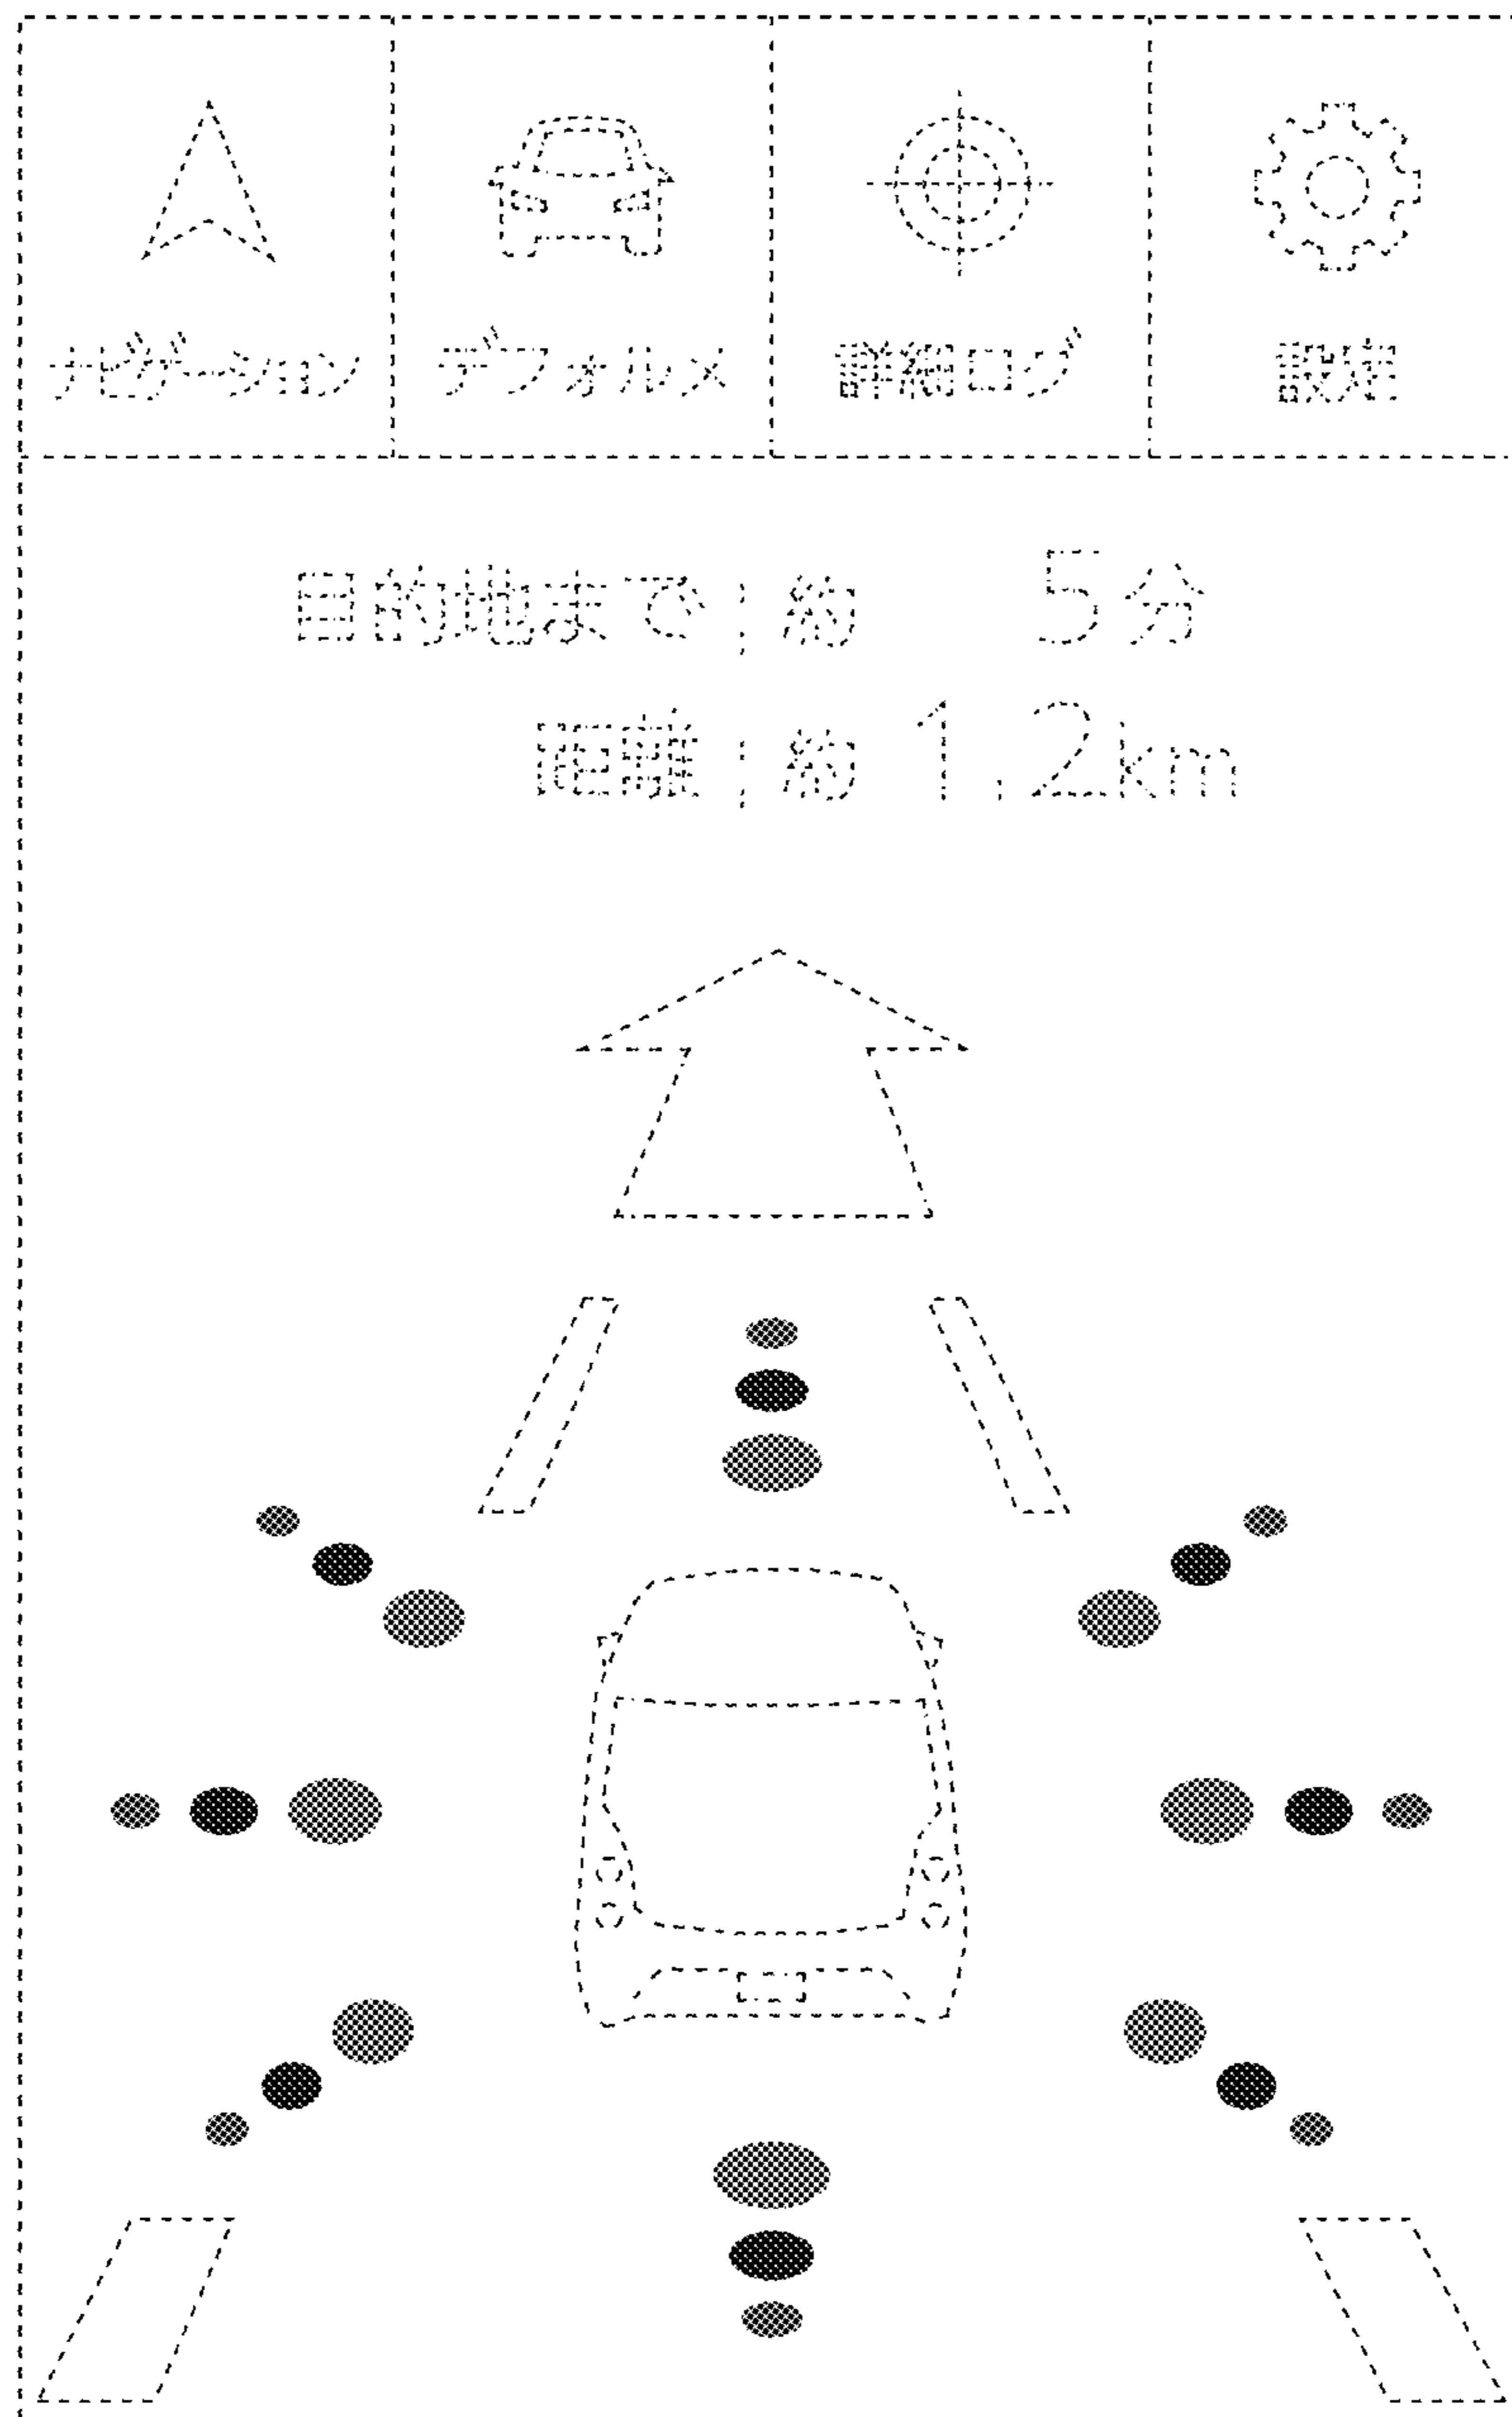 ナビゲーション デフォルメ 詳細ログ 設定
目的地まで | 約 5分
距離 | 約 1.2km